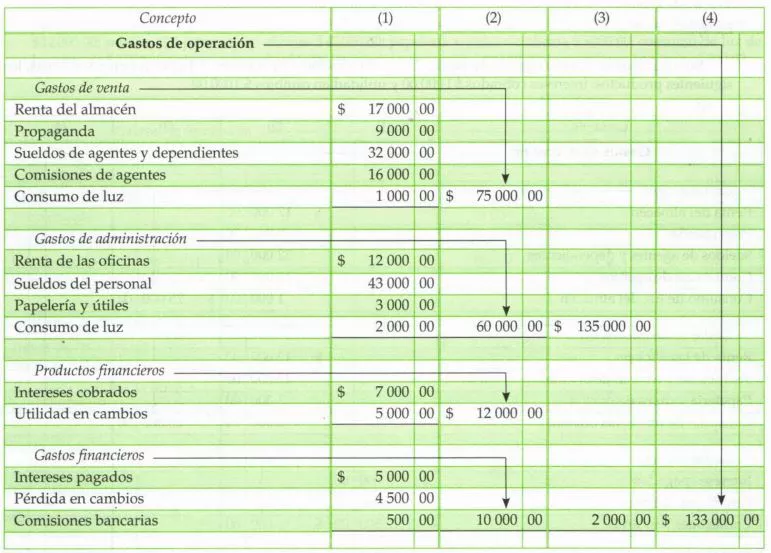 Concepto (1) (2) (3) (4)
Gastos de operación
Gastos de venta
Renta del almacén $ 17 000 00
Propaganda 9 000 00
Sueldos de agentes y dependientes 32 000 00
Comisiones de agentes 16 000 00
Consumo de luz 1 000 00 $ 75 000 00
Gastos de administración
Renta de las oficinas $ 12 000 00
Sueldos del personal 43 000 00
Papelería y útiles 3 000 00
Consumo de luz 2 000 00 60 000 00 $ 135 000 00
Productos financieros
Intereses cobrados $ 7 000 00
Utilidad en cambios 5 000 00 $ 12 000 00
Gastos financieros
Intereses pagados $ 5 000 00
Pérdida en cambios 4 500 00
Comisiones bancarias 500 00 10 000 00 2 000 00 $ 133 000 00